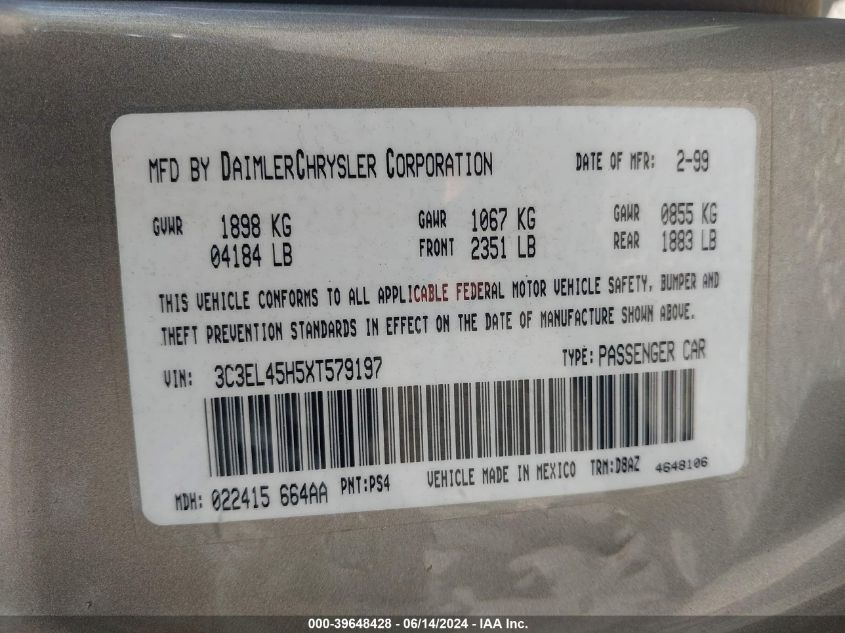 MFD BY DAIMLERCHRYSLER CORPORATION DATE OF MFR: 2-99
GVWR 1898 KG GAWR 1067 KG GAWR 0855 KG
04184 LB FRONT 2351 LB REAR 1883 LB
THIS VEHICLE CONFORMS TO ALL APPLICABLE FEDERAL MOTOR VEHICLE SAFETY, BUMPER AND
THEFT PREVENTION STANDARDS IN EFFECT ON THE DATE OF MANUFACTURE SHOWN ABOVE.
VIN: 3C3EL45H5XT579197 TYPE: PASSENGER CAR
MDH: 022415 664AA PNT:PS4 VEHICLE MADE IN MEXICO TRM:D8AZ 4648106
000-39648428 - 06/14/2024 - IAA Inc.